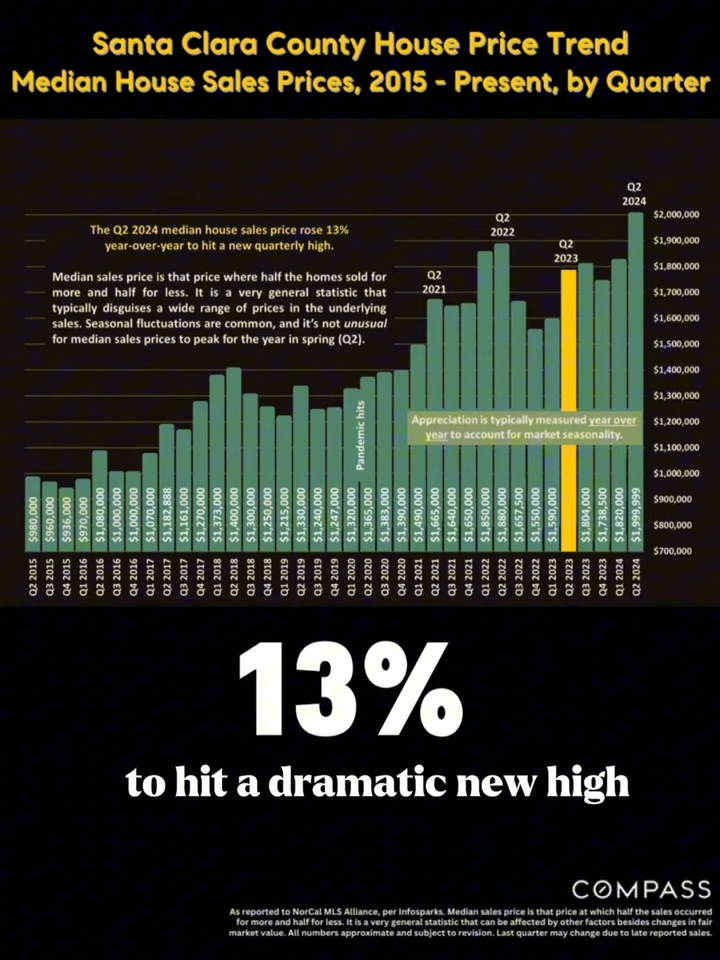 Santa Clara County House Price Trend
Median House Sales Prices, 2015 - Present, by Quarter
Q2
2024
Q2
2022
Q2
2023
Q2
2021
The Q2 2024 median house sales price rose 13%
year-over-year to hit a new quarterly high.
Median sales price is that price where half the homes sold for
more and half for less. It is a very general statistic that
typically disguises a wide range of prices in the underlying
sales. Seasonal fluctuations are common, and it's not unusual
for median sales prices to peak for the year in spring (Q2).
$2,000,000
$1,900,000
$1,800,000
$1,700,000
$1,600,000
$1,500,000
$1,400,000
$1,300,000
$1,200,000
$1,100,000
$1,000,000
$900,000
$800,000
$700,000
Pandemic hits
Appreciation is typically measured year over
year to account for market seasonality.
$980,000
$960,000
$936,000
$970,000
$1,080,000
$1,000,000
$1,000,000
$1,070,000
$1,182,888
$1,161,000
$1,270,000
$1,373,000
$1,400,000
$1,300,000
$1,250,000
$1,215,000
$1,330,000
$1,240,000
$1,247,000
$1,320,000
$1,365,000
$1,383,000
$1,390,000
$1,490,000
$1,665,000
$1,640,000
$1,650,000
$1,850,000
$1,880,000
$1,657,500
$1,550,000
$1,590,000
$1,804,000
$1,738,500
$1,820,000
$1,999,999
Q2 2015
Q3 2015
Q4 2015
Q1 2016
Q2 2016
Q3 2016
Q4 2016
Q1 2017
Q2 2017
Q3 2017
Q4 2017
Q1 2018
Q2 2018
Q3 2018
Q4 2018
Q1 2019
Q2 2019
Q3 2019
Q4 2019
Q1 2020
Q2 2020
Q3 2020
Q4 2020
Q1 2021
Q2 2021
Q3 2021
Q4 2021
Q1 2022
Q2 2022
Q3 2022
Q4 2022
Q1 2023
Q2 2023
Q3 2023
Q4 2023
Q1 2024
Q2 2024
13%
to hit a dramatic new high
COMPASS
As reported to NorCal MLS Alliance, per Infosparks. Median sales price is that price at which half the sales occurred
for more and half for less. It is a very general statistic that can be affected by other factors besides changes in fair
market value. All numbers approximate and subject to revision. Last quarter may change due to late reported sales.